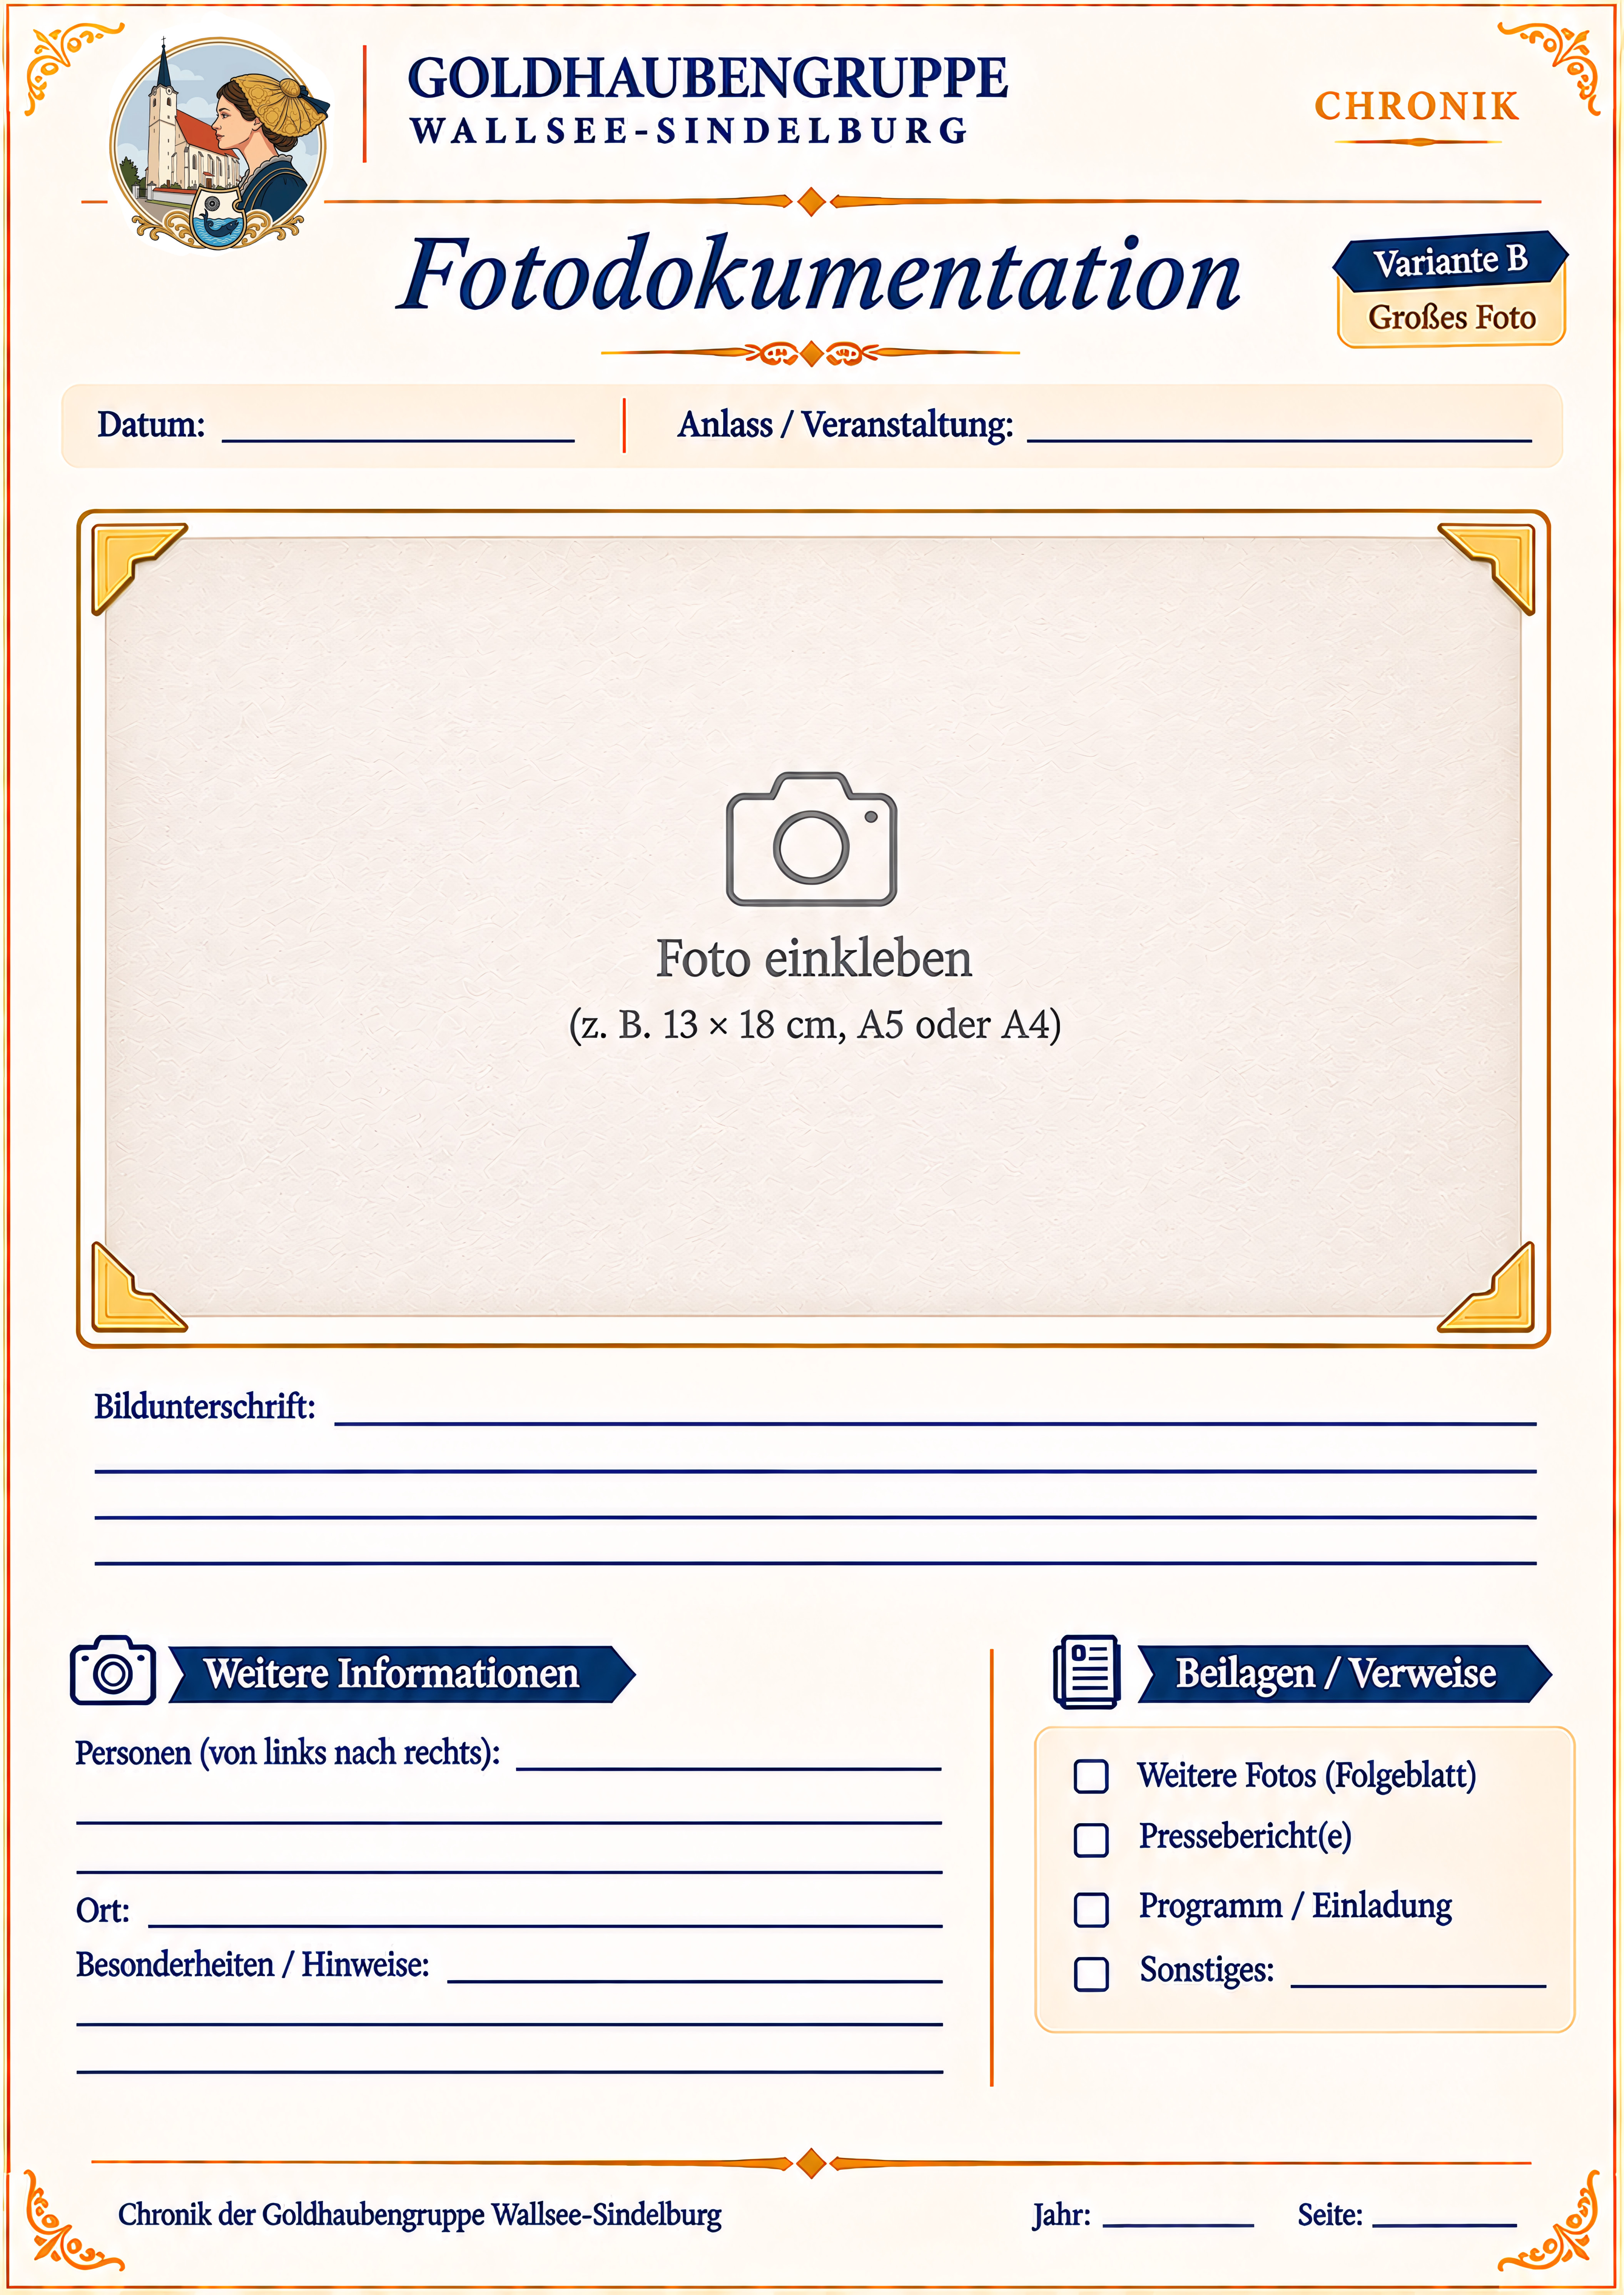 GOLDHAUBENGRUPPE
WALLSEE-SINDELBURG
CHRONIK
Fotodokumentation
Variante B
Großes Foto
Datum:
Anlass / Veranstaltung:
Foto einkleben
(z. B. 13 × 18 cm, A5 oder A4)
Bildunterschrift:
Weitere Informationen
Personen (von links nach rechts):
Ort:
Besonderheiten / Hinweise:
Beilagen / Verweise
Weitere Fotos (Folgeblatt)
Pressebericht(e)
Programm / Einladung
Sonstiges:
Chronik der Goldhaubengruppe Wallsee-Sindelburg
Jahr:
Seite: